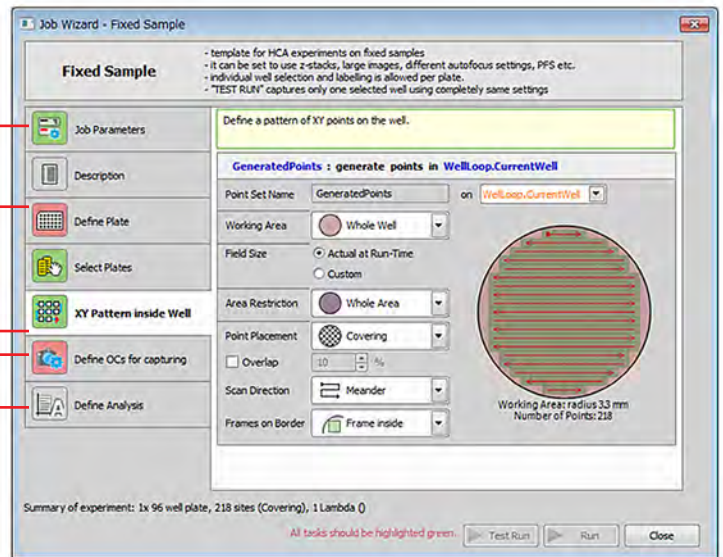 Job Wizard - Fixed Sample
Fixed Sample
- template for HCA experiments on fixed samples
- it can be set to use z-stacks, large images, different autofocus settings, PFS etc.
- individual well selection and labelling is allowed per plate.
- "TEST RUN" captures only one selected well using completely same settings
Job Parameters
Description
Define Plate
Select Plates
XY Pattern inside Well
Define OCs for capturing
Define Analysis
Define a pattern of XY points on the well.
GeneratedPoints : generate points in WellLoop.CurrentWell
Point Set Name GeneratedPoints on WellLoop.CurrentWell
Working Area Whole Well
Field Size Actual at Run-Time
Custom
Area Restriction Whole Area
Point Placement Covering
Overlap 10 %
Scan Direction Meander
Frames on Border Frame inside
Working Area: radius 3.3 mm
Number of Points: 218
Summary of experiment: 1x 96 well plate, 218 sites (Covering), 1 Lambda ()
All tasks should be highlighted green. Test Run Run Close